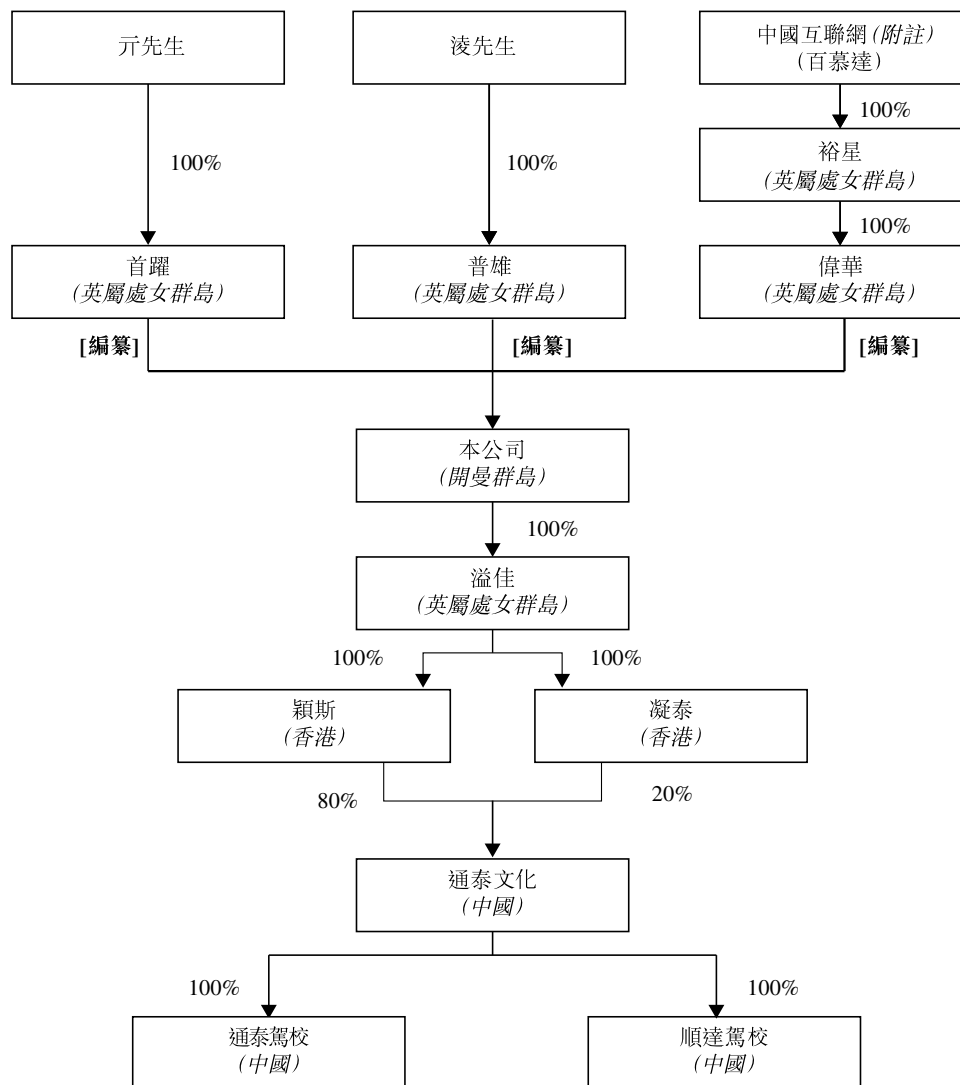 亓先生
淩先生
中國互聯網(附註)
(百慕達)
100%
100%
100%
裕星
(英屬處女群島)
100%
首躍
(英屬處女群島)
普雄
(英屬處女群島)
偉華
(英屬處女群島)
[編纂]
[編纂]
[編纂]
本公司
(開曼群島)
100%
溢佳
(英屬處女群島)
100%
100%
穎斯
(香港)
凝泰
(香港)
80%
20%
通泰文化
(中國)
100%
100%
通泰駕校
(中國)
順達駕校
(中國)